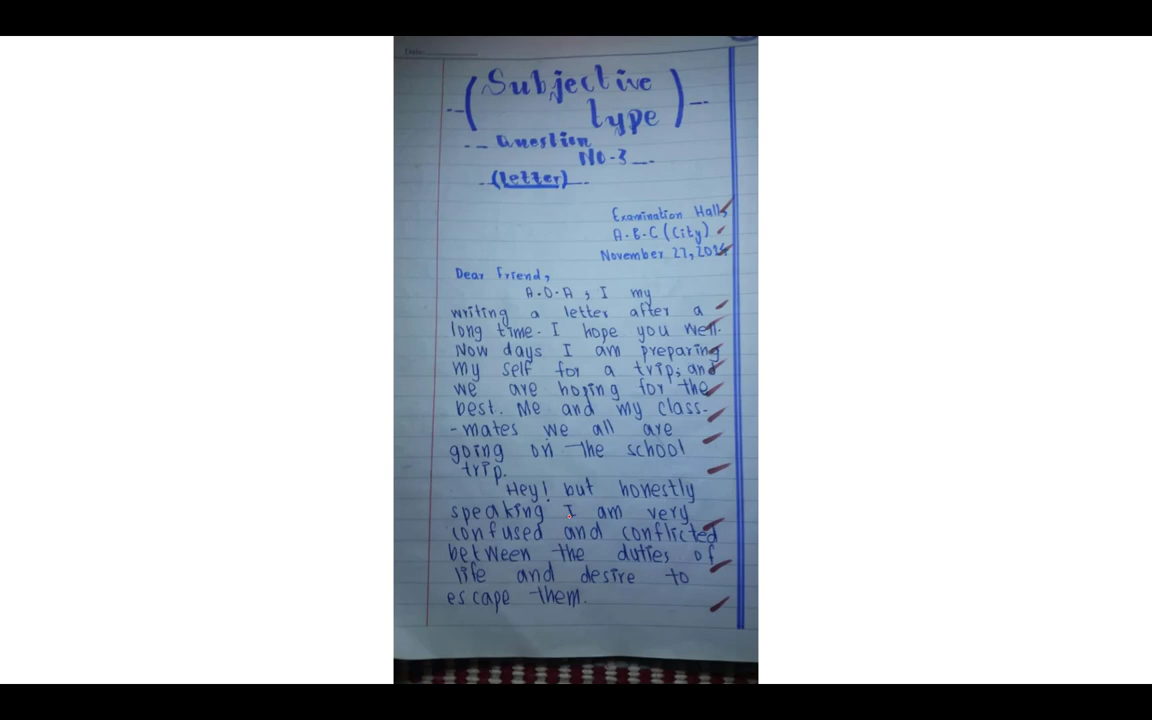 Date:
(Subjective
type)
Question
No-3
(letter)
Examination Hall,
A-B-C (City)
November 27, 2014
Dear Friend,
A.O.A, I my
writing a letter after a
long time. I hope you well.
Now days I am preparing
my self for a trip, and
we are hoping for the
best. Me and my class-
-mates we all are
going on the school
trip.
Hey! but honestly
speaking I am very
confused and conflicted
between the duties of
life and desire to
escape them.